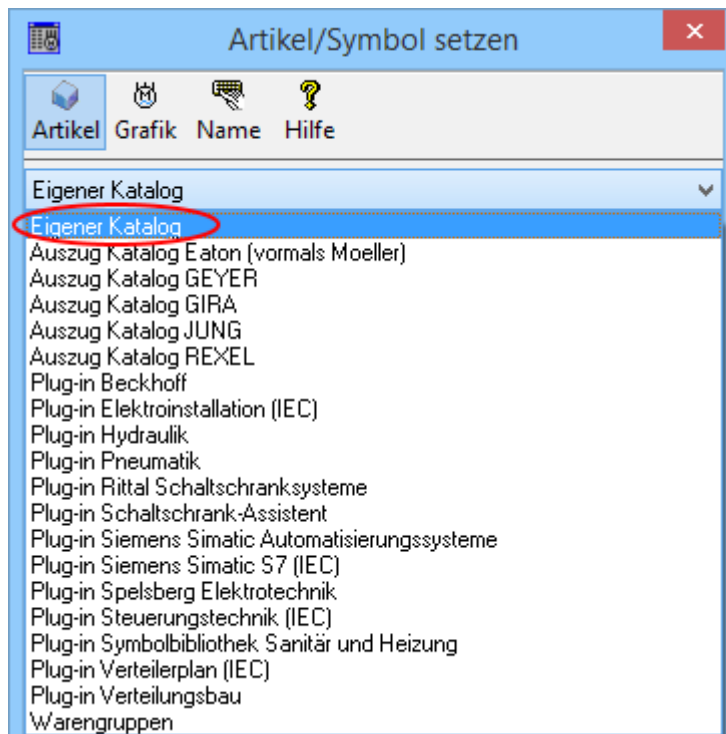 Artikel/Symbol setzen
Artikel Grafik Name Hilfe
Eigener Katalog
Eigener Katalog
Auszug Katalog Eaton (vormals Moeller)
Auszug Katalog GEYER
Auszug Katalog GIRA
Auszug Katalog JUNG
Auszug Katalog REXEL
Plug-in Beckhoff
Plug-in Elektroinstallation (IEC)
Plug-in Hydraulik
Plug-in Pneumatik
Plug-in Rittal Schaltschranksysteme
Plug-in Schaltschrank-Assistent
Plug-in Siemens Simatic Automatisierungssysteme
Plug-in Siemens Simatic S7 (IEC)
Plug-in Spelsberg Elektrotechnik
Plug-in Steuerungstechnik (IEC)
Plug-in Symbolbibliothek Sanitär und Heizung
Plug-in Verteilerplan (IEC)
Plug-in Verteilungsbau
Warengruppen